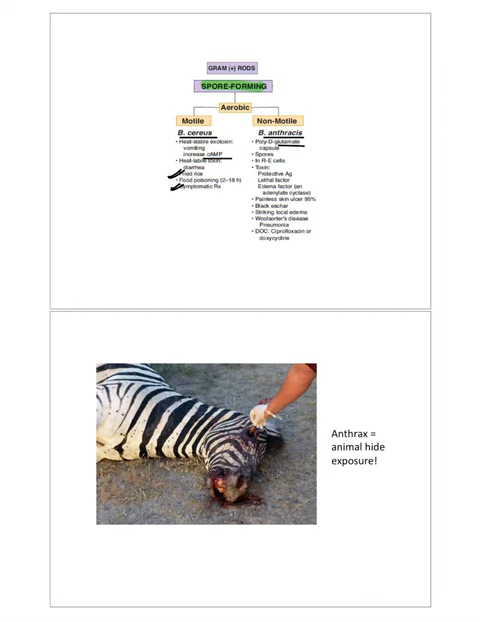 GRAM (+) RODS
SPORE-FORMING
Aerobic
Motile
B. cereus
• Heat-stable exotoxin:
vomiting
increase cAMP
• Heat-labile toxin:
diarrhea
• Fried rice
• Food poisoning (2–18 h)
• Symptomatic Rx
Non-Motile
B. anthracis
• Poly-D-glutamate
capsule
• Spores
• In R-E cells
• Toxin:
Protective Ag
Lethal factor
Edema factor (an
adenylate cyclase)
• Painless skin ulcer 95%
• Black eschar
• Striking local edema
• Woolsorter's disease
Pneumonia
• DOC: Ciprofloxacin or
doxycycline
Anthrax =
animal hide
exposure!